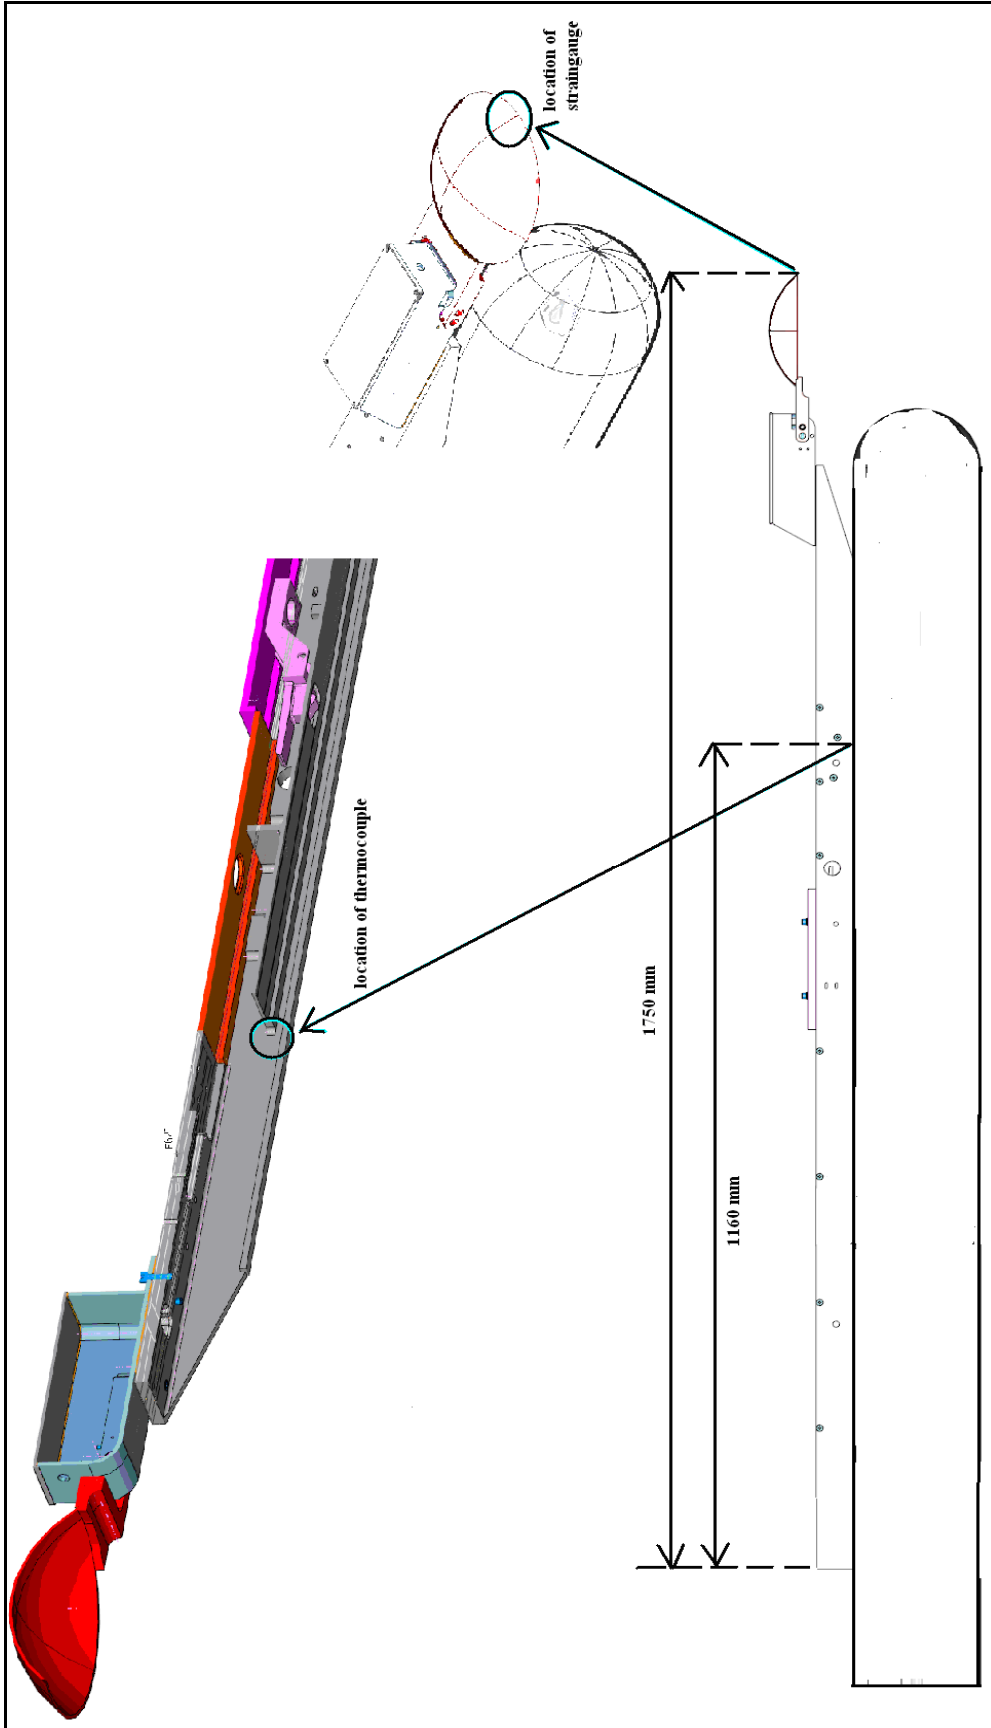 location of
straingauge
location of thermocouple
1750 mm
1160 mm